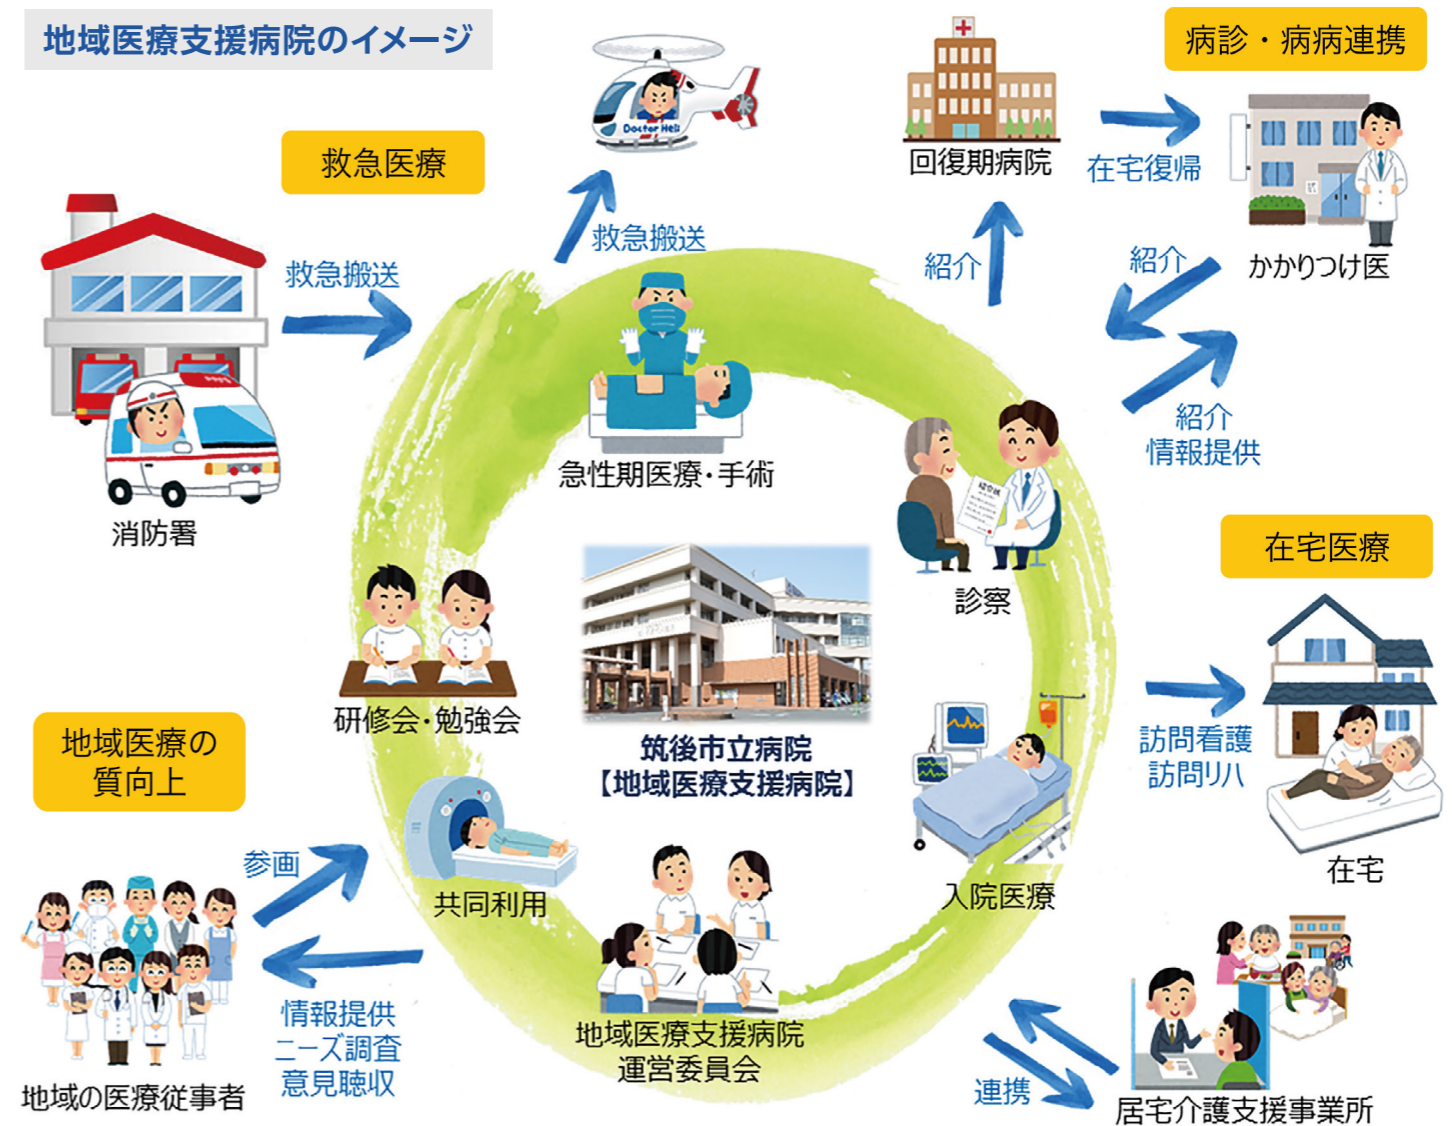 地域医療支援病院のイメージ
病診・病病連携
救急医療
Doctor Heli
回復期病院
在宅復帰
かかりつけ医
救急搬送
救急搬送
紹介
紹介
紹介
情報提供
消防署
急性期医療・手術
紹介状
診察
在宅医療
研修会・勉強会
筑後市立病院
【地域医療支援病院】
訪問看護
訪問リハ
在宅
地域医療の
質向上
参画
共同利用
入院医療
情報提供
ニーズ調査
意見聴収
地域の医療従事者
地域医療支援病院
運営委員会
連携
居宅介護支援事業所